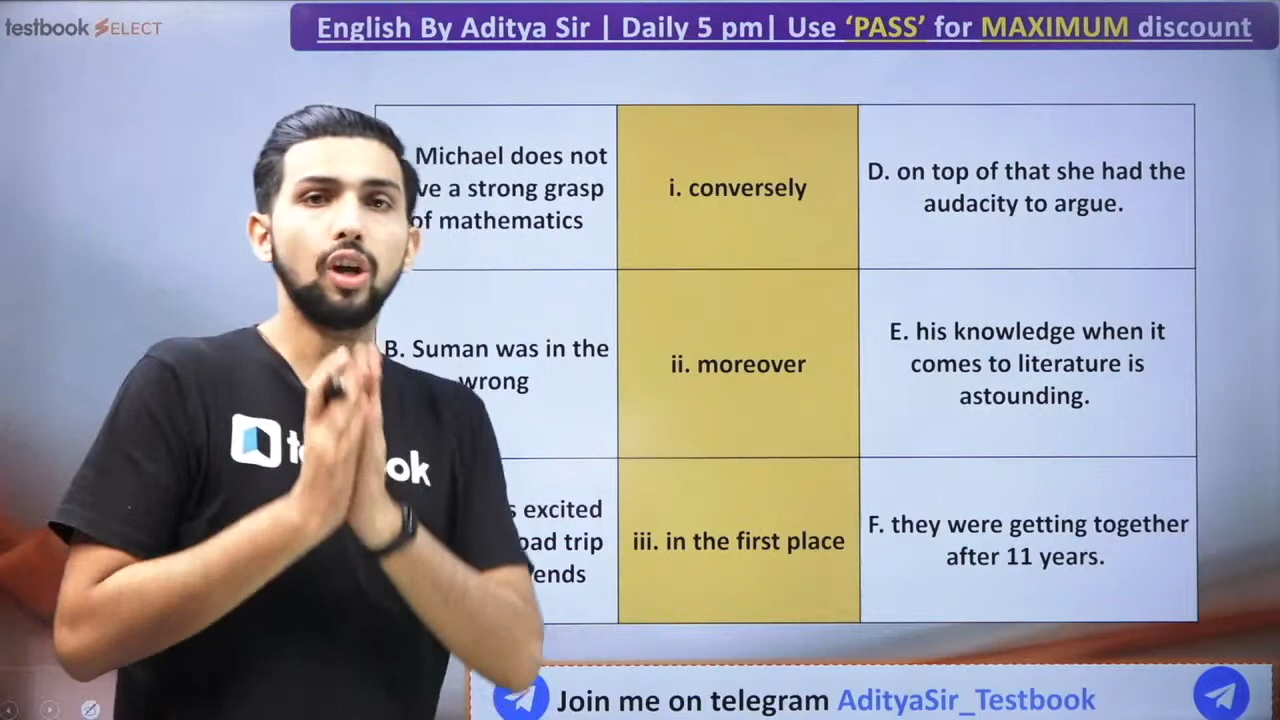 testbook SELECT
English By Aditya Sir | Daily 5 pm| Use ‘PASS’ for MAXIMUM discount
Michael does not
a strong grasp
of mathematics
i. conversely
D. on top of that she had the
audacity to argue.
B. Suman was in the
wrong
ii. moreover
E. his knowledge when it
comes to literature is
astounding.
excited
trip
iii. in the first place
F. they were getting together
after 11 years.
Join me on telegram AdityaSir_Testbook